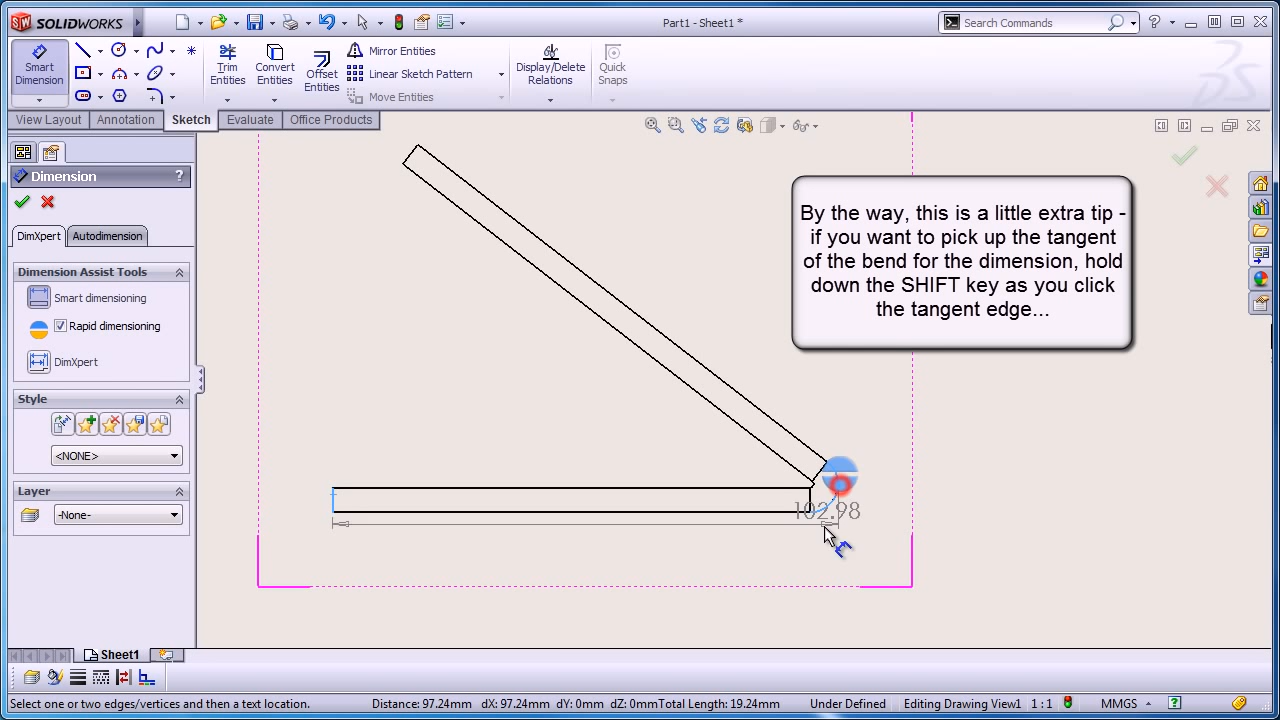 SOLIDWORKS
Part1 - Sheet1 *
Search Commands
Smart
Dimension
Trim
Entities
Convert
Entities
Offset
Entities
Mirror Entities
Linear Sketch Pattern
Move Entities
Display/Delete
Relations
Quick
Snaps
View Layout
Annotation
Sketch
Evaluate
Office Products
Dimension
?
DimXpert
Autodimension
Dimension Assist Tools
Smart dimensioning
Rapid dimensioning
DimXpert
Style
<NONE>
Layer
-None-
By the way, this is a little extra tip -
if you want to pick up the tangent
of the bend for the dimension, hold
down the SHIFT key as you click
the tangent edge...
102.98
Sheet1
Select one or two edges/vertices and then a text location.
Distance: 97.24mm dX: 97.24mm dY: 0mm dZ: 0mmTotal Length: 19.24mm
Under Defined
Editing Drawing View1
1 : 1
MMGS
?